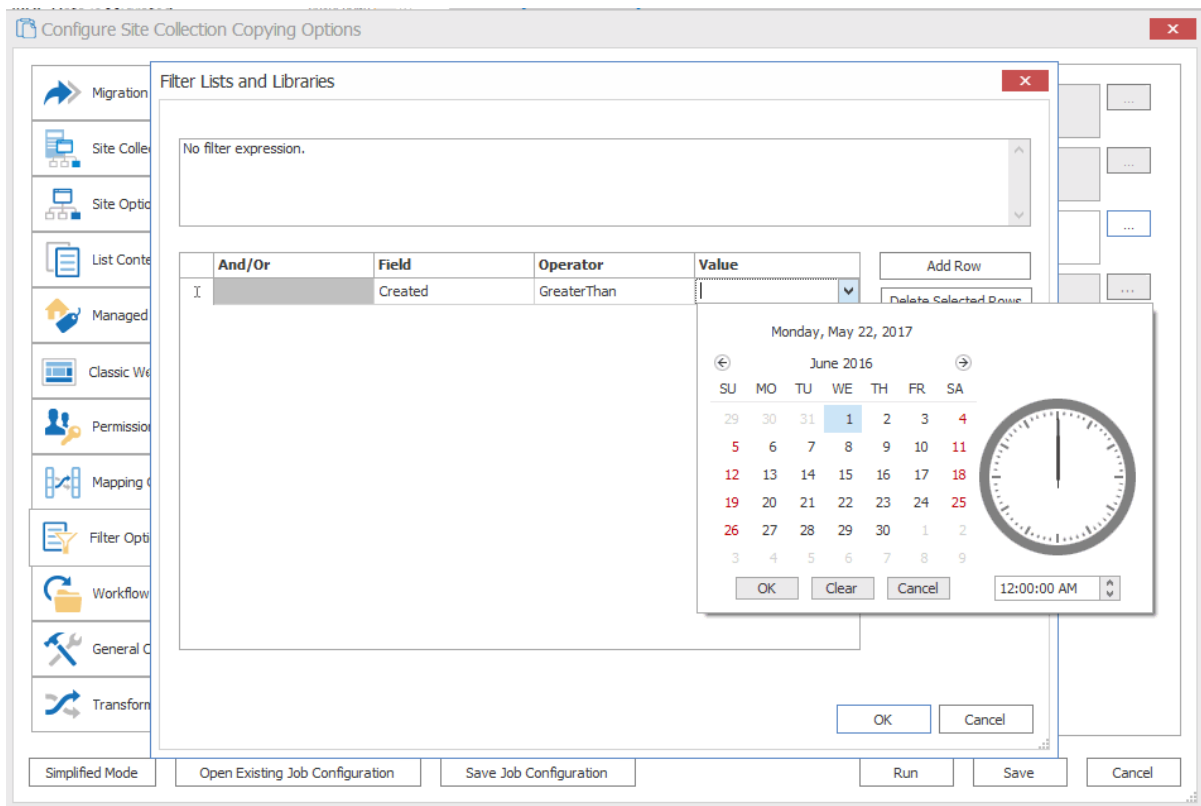 Configure Site Collection Copying Options
Filter Lists and Libraries
Migration
Site Colle
Site Optio
List Conte
Managed
Classic We
Permission
Mapping
Filter Opti
Workflow
General
Transform
No filter expression.
And/Or Field Operator Value
Created GreaterThan
Add Row
Delete Selected Rows
Monday, May 22, 2017
June 2016
SU MO TU WE TH FR SA
29 30 31 1 2 3 4
5 6 7 8 9 10 11
12 13 14 15 16 17 18
19 20 21 22 23 24 25
26 27 28 29 30 1 2
3 4 5 6 7 8 9
OK Clear Cancel 12:00:00 AM
OK Cancel
Simplified Mode Open Existing Job Configuration Save Job Configuration Run Save Cancel